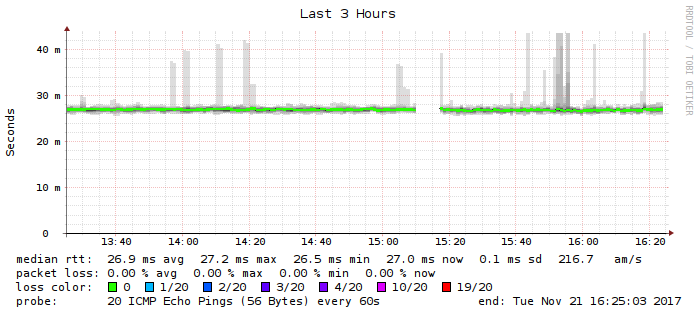 Last 3 Hours
RRDTOOL / TOBI OETIKER
Seconds
40 m
30 m
20 m
10 m
0
13:40 14:00 14:20 14:40 15:00 15:20 15:40 16:00 16:20
median rtt: 26.9 ms avg 27.2 ms max 26.5 ms min 27.0 ms now 0.1 ms sd 216.7 am/s
packet loss: 0.00 % avg 0.00 % max 0.00 % min 0.00 % now
loss color: 0 1/20 2/20 3/20 4/20 10/20 19/20
probe: 20 ICMP Echo Pings (56 Bytes) every 60s end: Tue Nov 21 16:25:03 2017